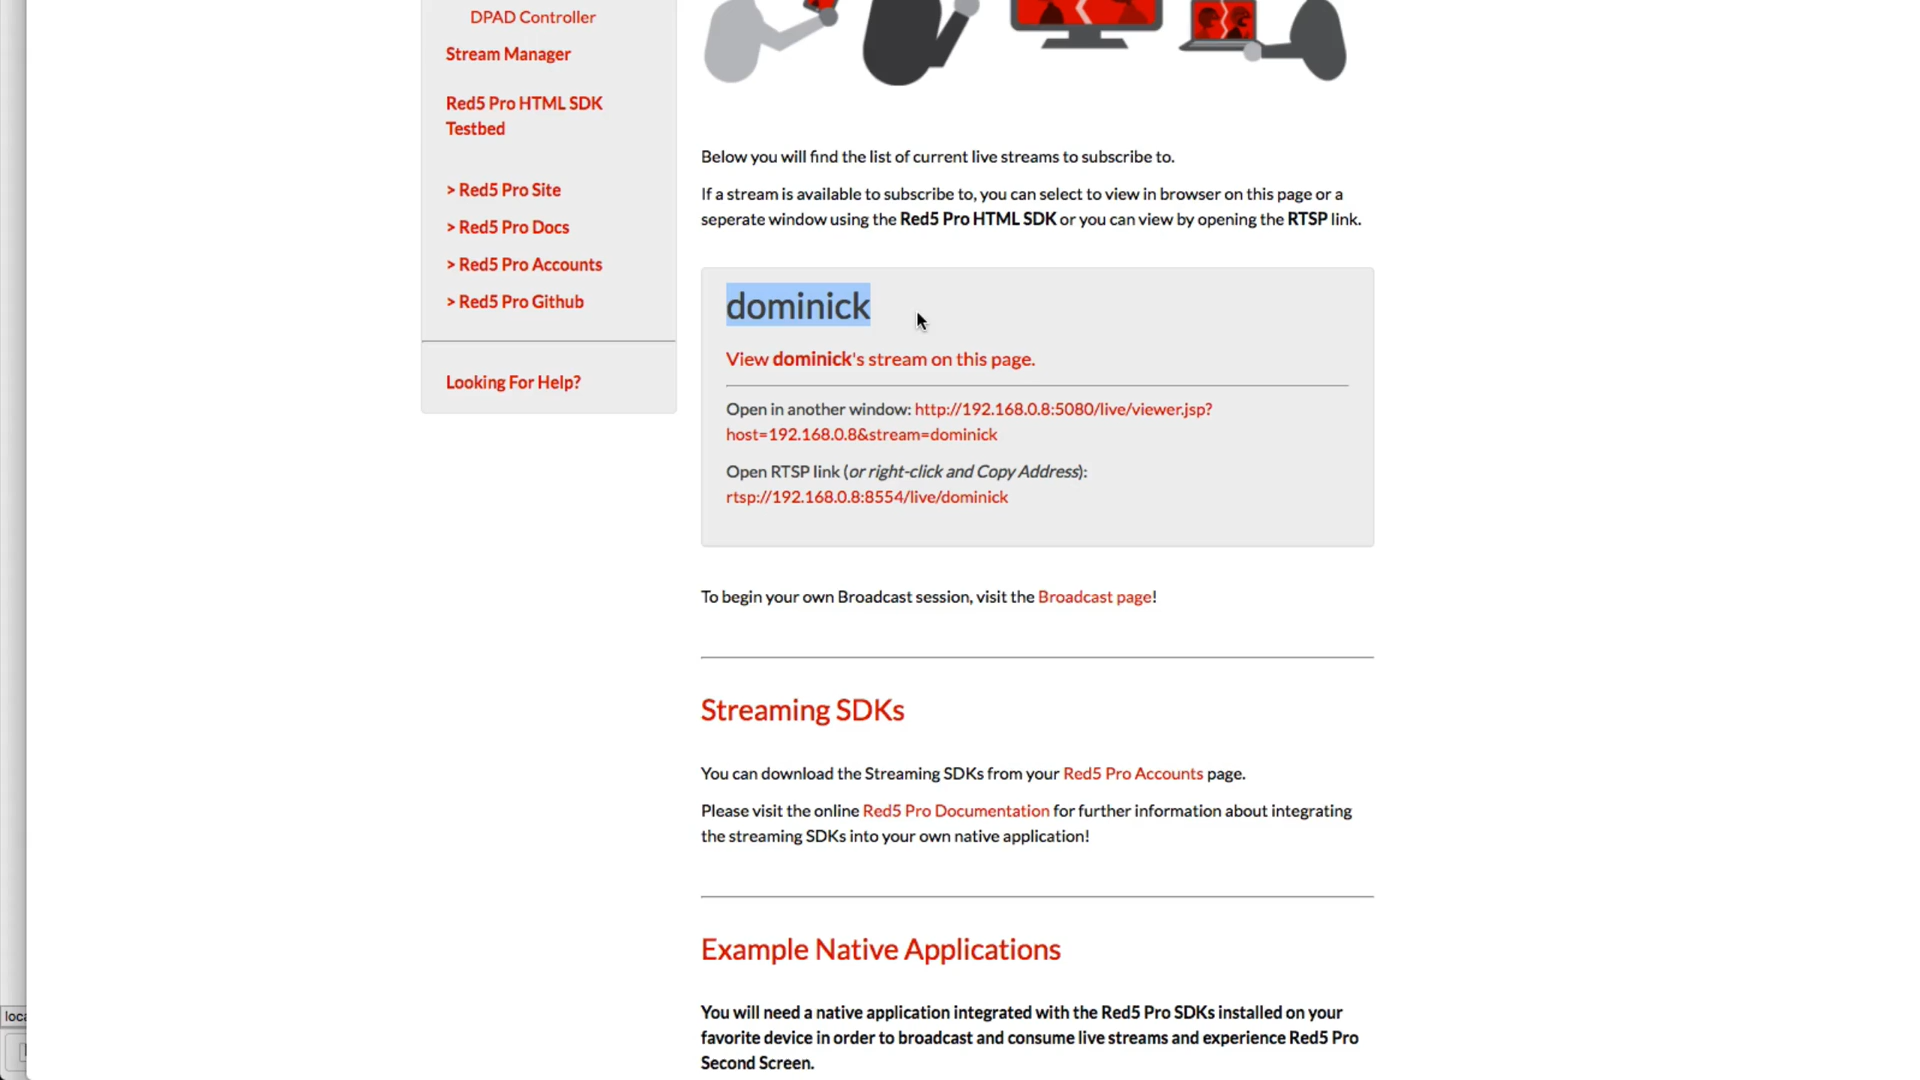 DPAD Controller
Stream Manager
Red5 Pro HTML SDK
Testbed
> Red5 Pro Site
> Red5 Pro Docs
> Red5 Pro Accounts
> Red5 Pro Github
Looking For Help?
Below you will find the list of current live streams to subscribe to.
If a stream is available to subscribe to, you can select to view in browser on this page or a
seperate window using the Red5 Pro HTML SDK or you can view by opening the RTSP link.
dominick
View dominick's stream on this page.
Open in another window: http://192.168.0.8:5080/live/viewer.jsp?
host=192.168.0.8&stream=dominick
Open RTSP link (or right-click and Copy Address):
rtsp://192.168.0.8:8554/live/dominick
To begin your own Broadcast session, visit the Broadcast page!
Streaming SDKs
You can download the Streaming SDKs from your Red5 Pro Accounts page.
Please visit the online Red5 Pro Documentation for further information about integrating
the streaming SDKs into your own native application!
Example Native Applications
You will need a native application integrated with the Red5 Pro SDKs installed on your
favorite device in order to broadcast and consume live streams and experience Red5 Pro
Second Screen.